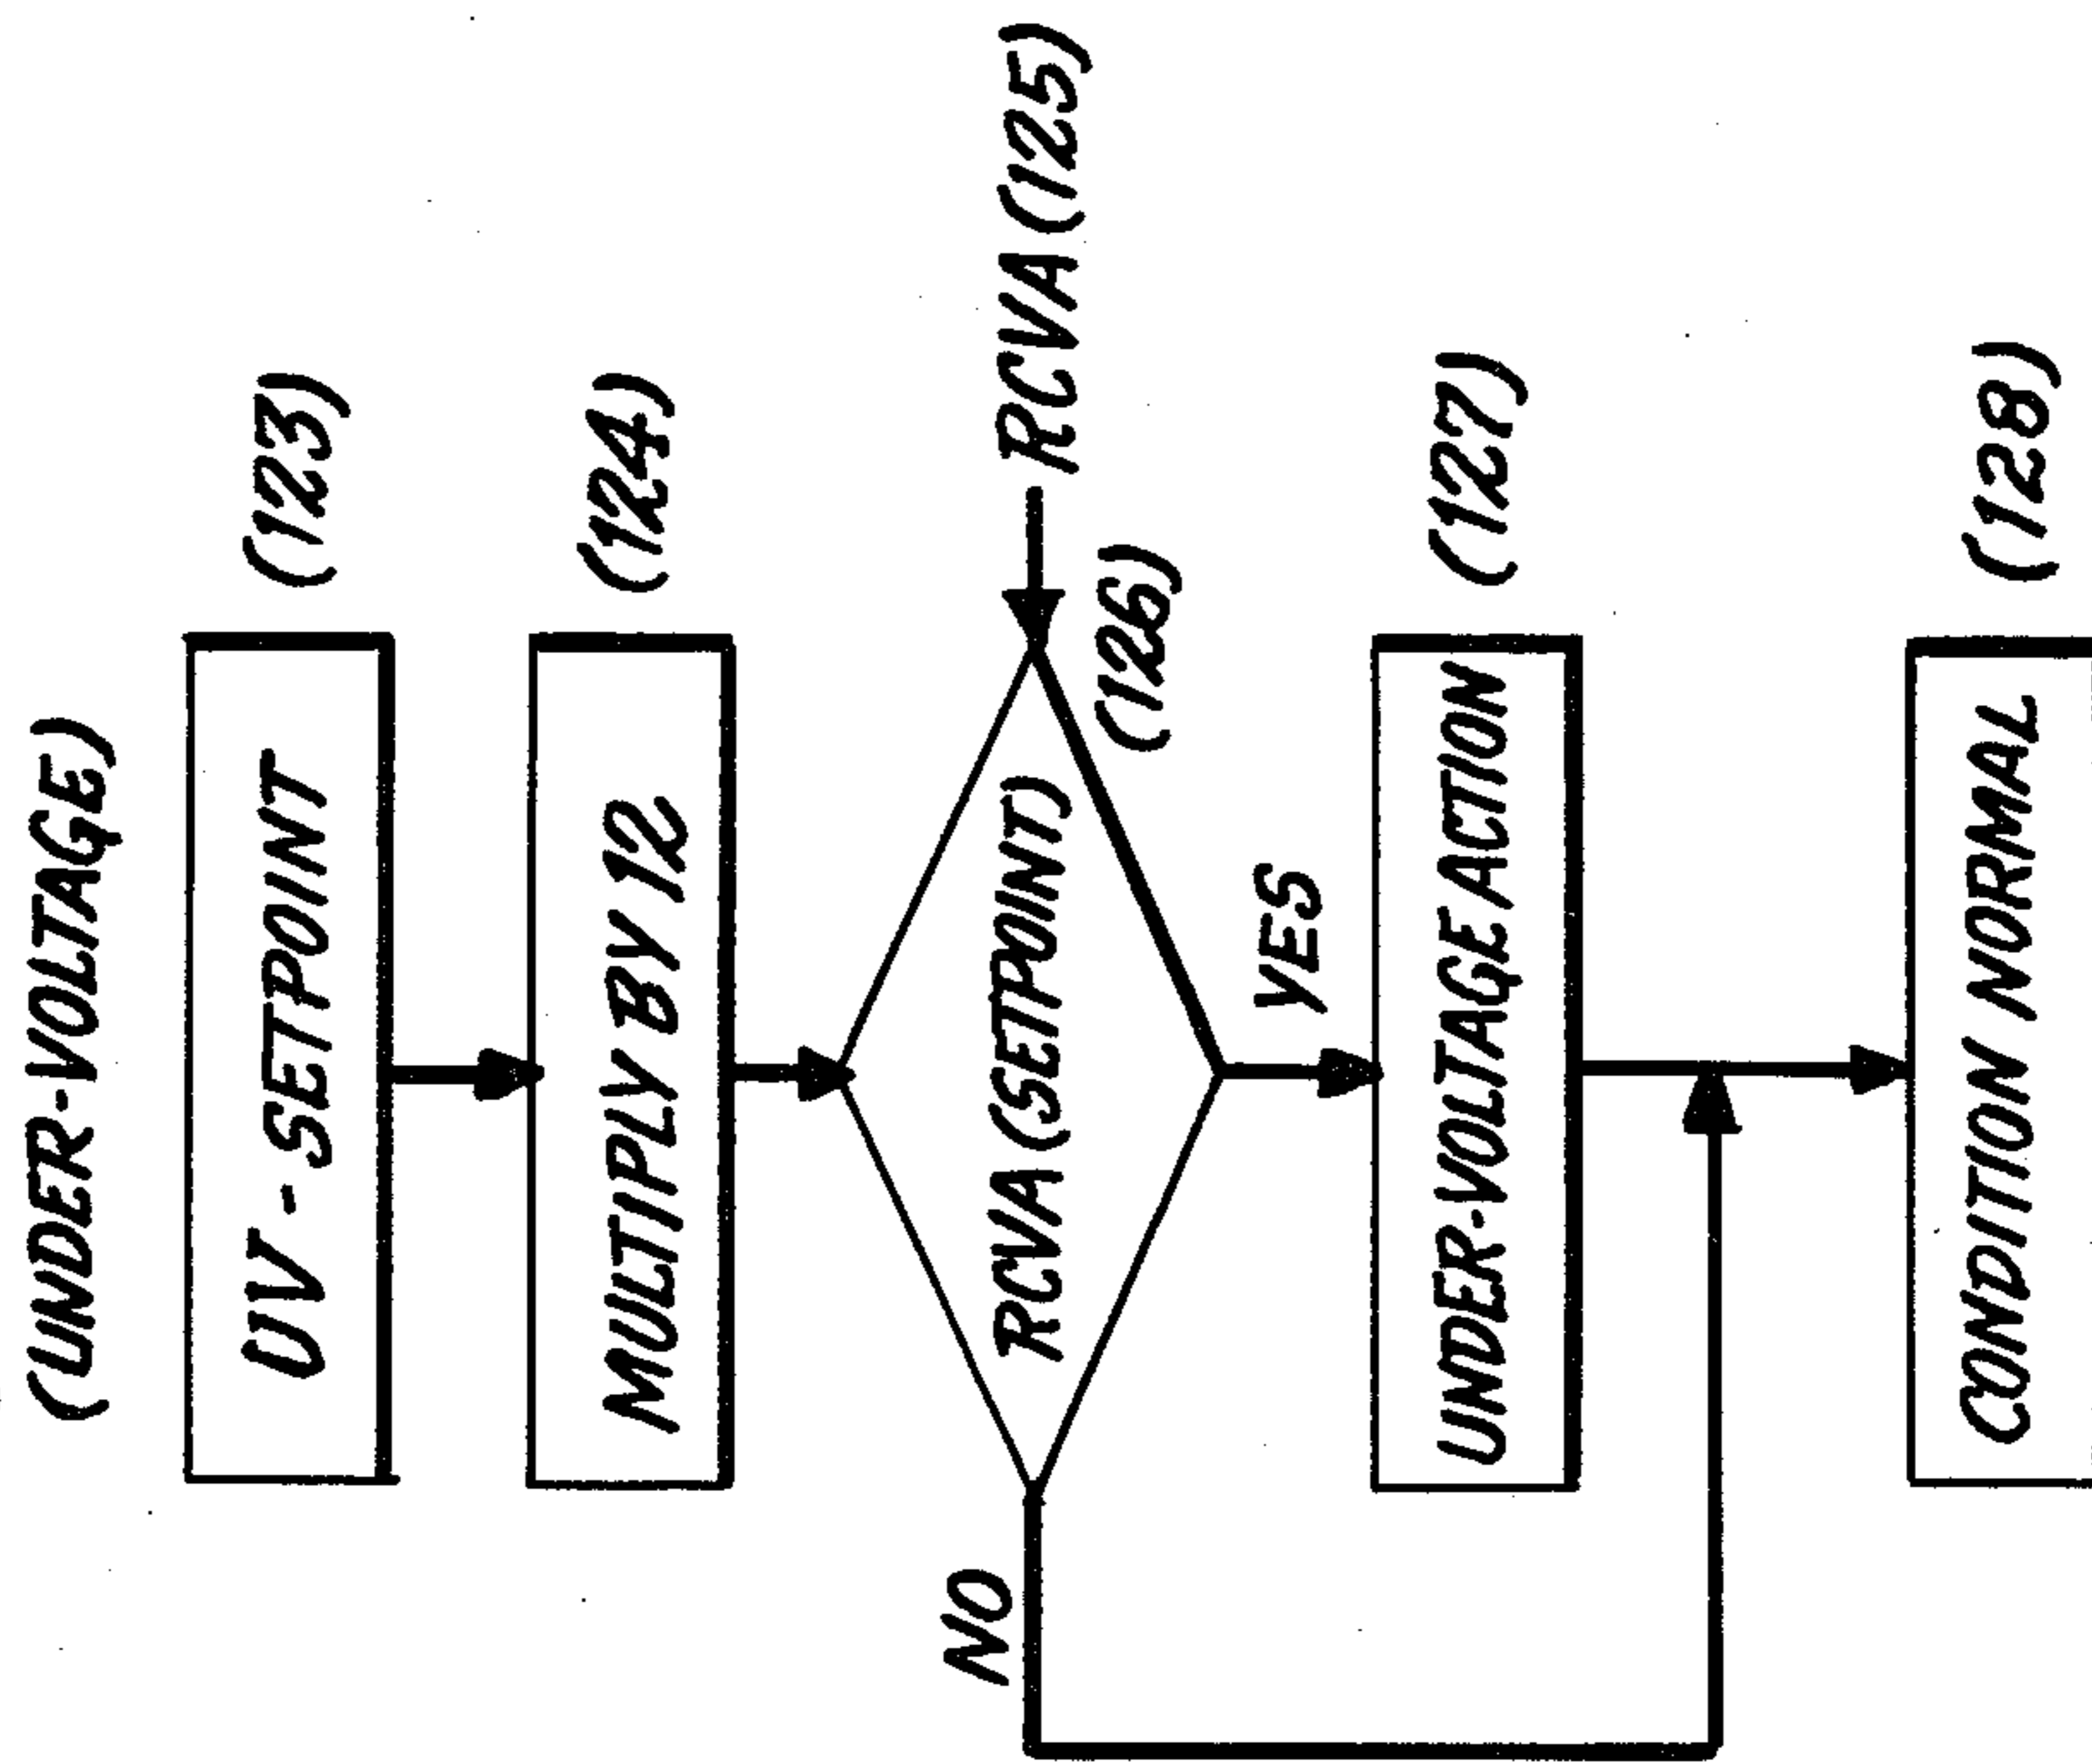 (UNDER-VOLTAGE)
UV - SETPOINT
(123)
MULTIPLY BY 12
(124)
RCVA (SETPOINT)
RCVA (125)
(126)
NO
YES
UNDER-VOLTAGE ACTION
(127)
CONDITION NORMAL
(128)